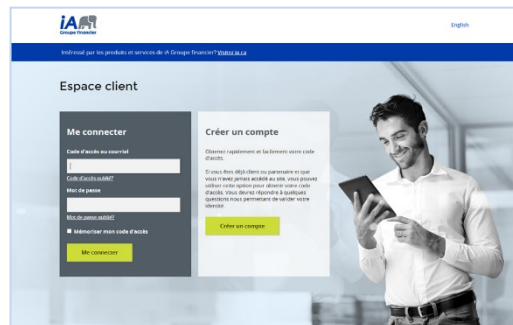 iA
Groupe financier
English
Intéressé par les produits et services de iA Groupe financier? Visitez ia.ca
Espace client
Me connecter
Code d'accès ou courriel
Code d'accès oublié?
Mot de passe
Mot de passe oublié?
Mémoriser mon code d'accès
Me connecter
Créer un compte
Obtenez rapidement et facilement votre code
d'accès.
Si vous êtes déjà client ou partenaire et que
vous n'avez jamais accédé au site, vous pouvez
utiliser cette option pour obtenir votre code
d'accès. Vous devrez répondre à quelques
questions nous permettant de valider votre
identité.
Créer un compte